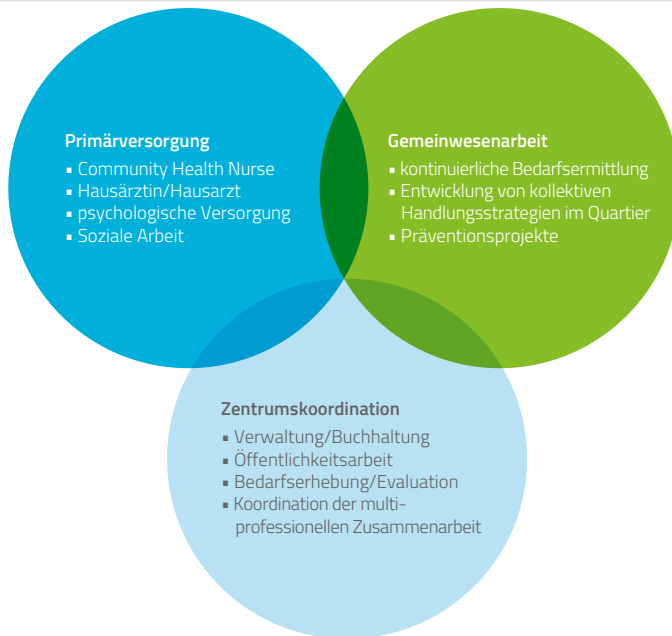 Primärversorgung
▪ Community Health Nurse
▪ Hausärztin/Hausarzt
▪ psychologische Versorgung
▪ Soziale Arbeit
Gemeinwesenarbeit
▪ kontinuierliche Bedarfsermittlung
▪ Entwicklung von kollektiven
Handlungsstrategien im Quartier
▪ Präventionsprojekte
Zentrumskoordination
▪ Verwaltung/Buchhaltung
▪ Öffentlichkeitsarbeit
▪ Bedarfserhebung/Evaluation
▪ Koordination der multi-
professionellen Zusammenarbeit